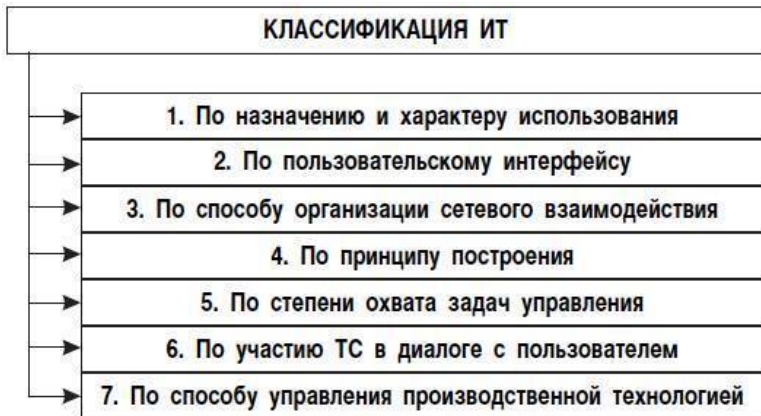 КЛАССИФИКАЦИЯ ИТ
1. По назначению и характеру использования
2. По пользовательскому интерфейсу
3. По способу организации сетевого взаимодействия
4. По принципу построения
5. По степени охвата задач управления
6. По участию ТС в диалоге с пользователем
7. По способу управления производственной технологией